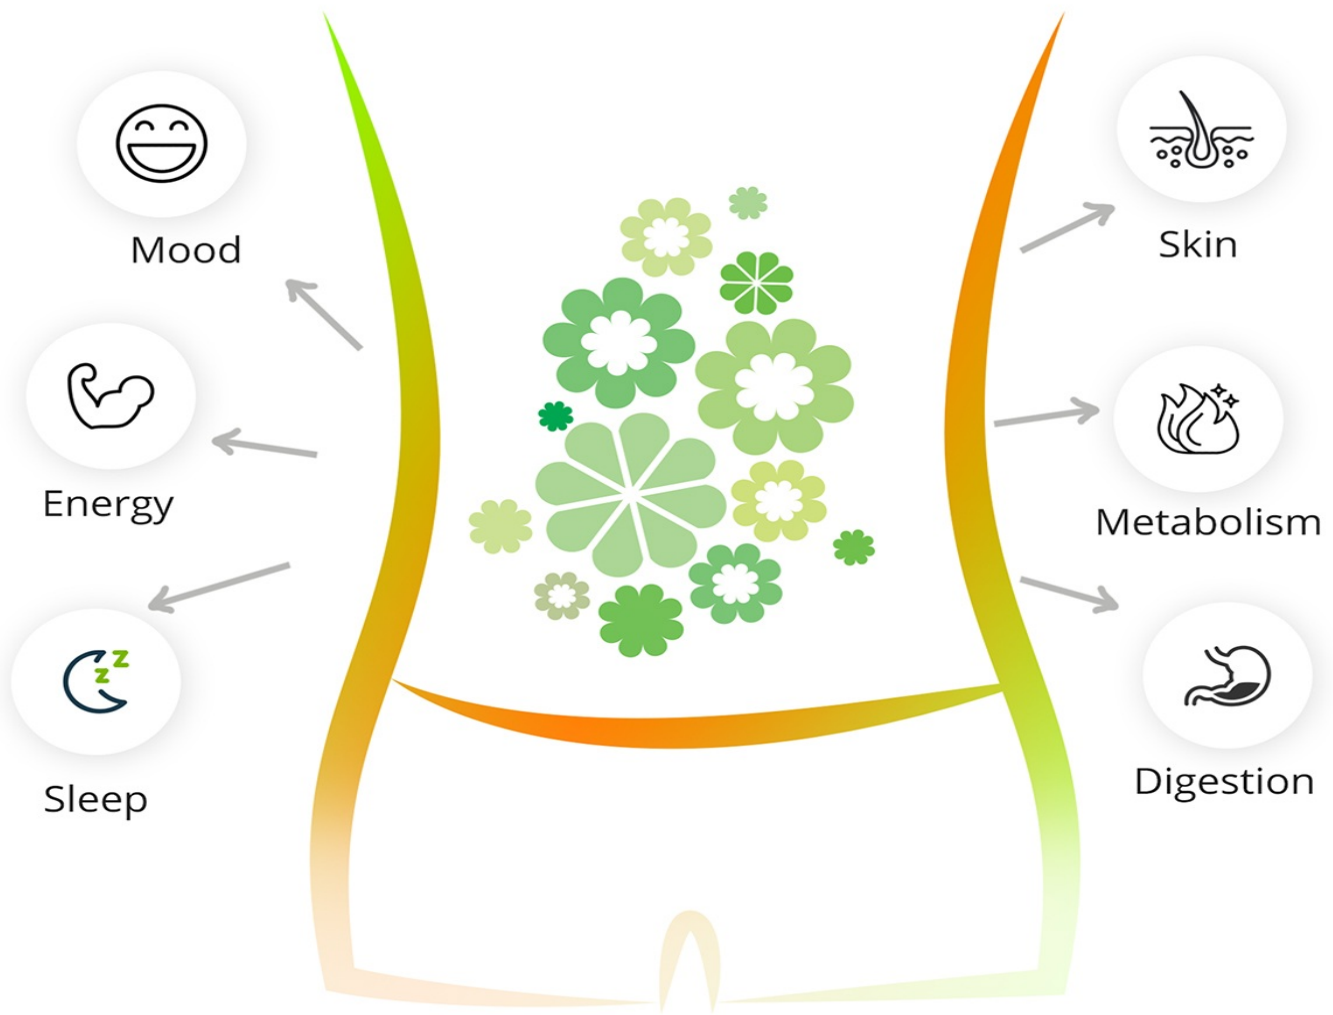 Mood
Energy
z
z
Sleep
Skin
Metabolism
Digestion